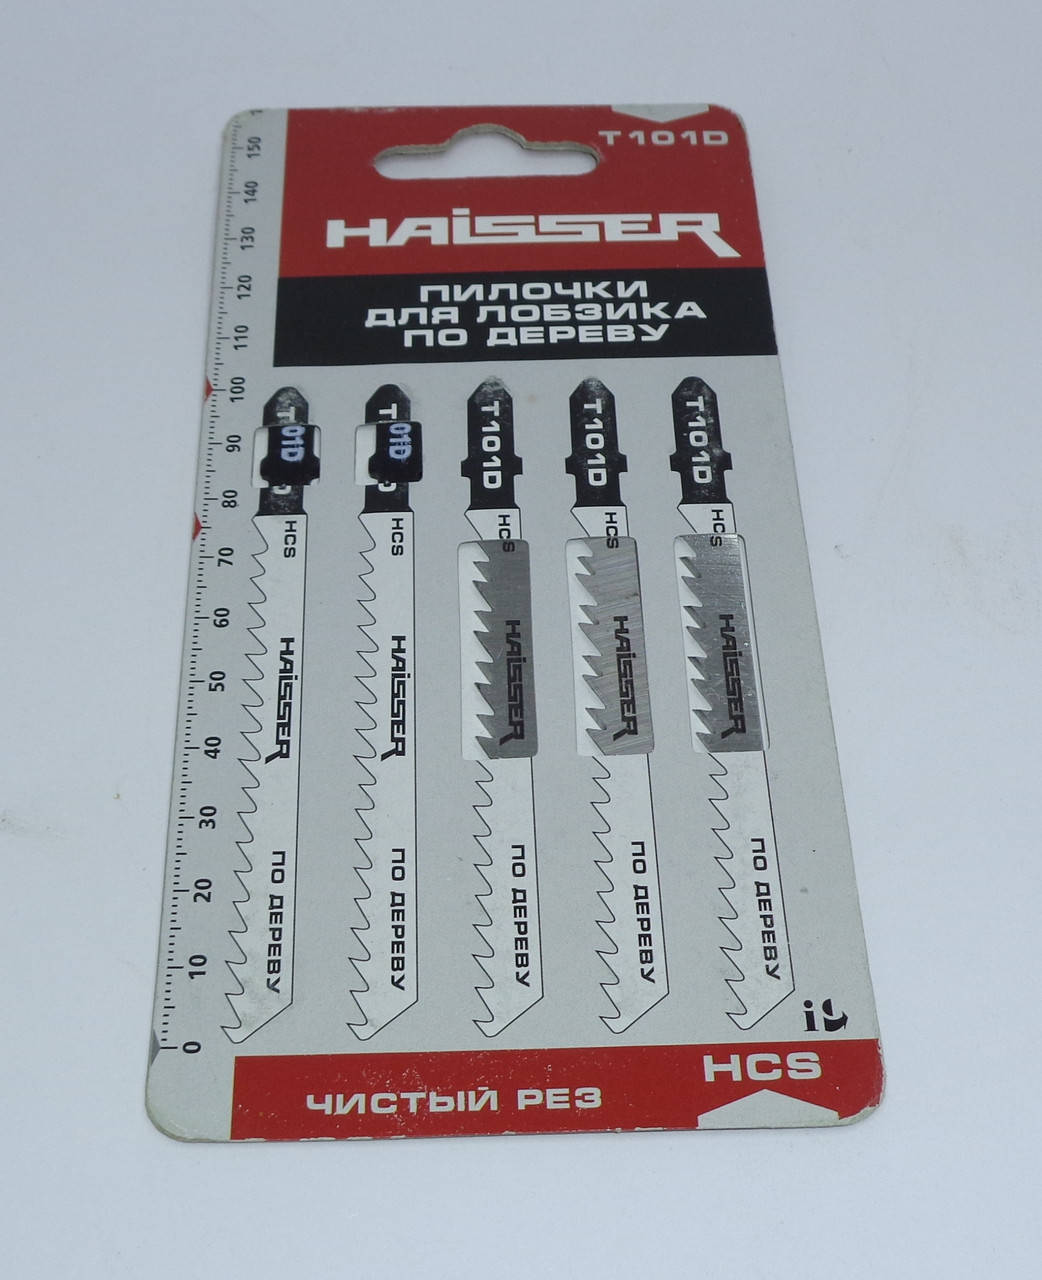 T101D
HAISSER
ПИЛОЧКИ
ДЛЯ ЛОБЗИКА
ПО ДЕРЕВУ
150
140
130
120
110
100
90
80
70
60
50
40
30
20
10
0
T101D
HCS
HAISSER
ПО ДЕРЕВУ
T101D
HCS
HAISSER
ПО ДЕРЕВУ
T101D
HCS
HAISSER
ПО ДЕРЕВУ
T101D
HCS
HAISSER
ПО ДЕРЕВУ
T101D
HCS
HAISSER
ПО ДЕРЕВУ
HCS
ЧИСТЫЙ РЕЗ